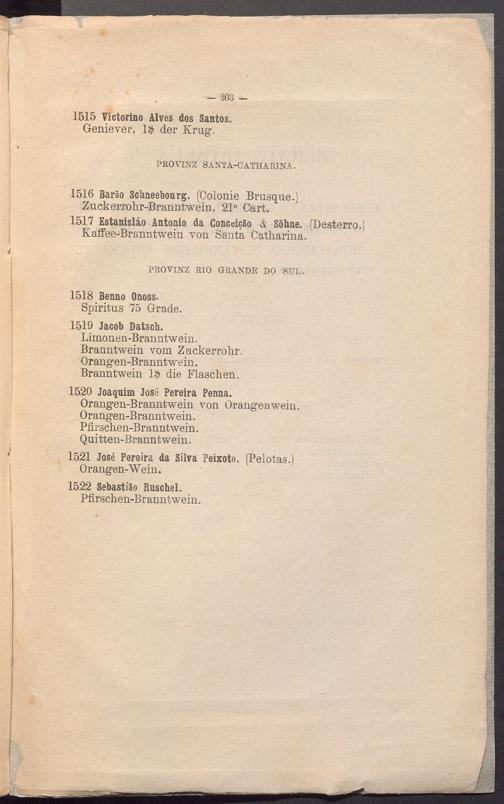 — 203 —
1515 Victorino Alves dos Santos.
Geniever, 1$ der Krug.
PROVINZ SANTA-CATHARINA.
1516 Barão Schneebourg. (Colonie Brusque.)
Zuckerrohr-Branntwein, 21º Cart.
1517 Estanisláo Antonio da Conceição & Söhne. (Desterro.)
Kaffee-Branntwein von Santa Catharina.
PROVINZ RIO GRANDE DO SUL.
1518 Benno Onoss.
Spiritus 75 Grade.
1519 Jacob Datsch.
Limonen-Branntwein.
Branntwein vom Zuckerrohr.
Orangen-Branntwein.
Branntwein 1$ die Flaschen.
1520 Joaquim José Pereira Penna.
Orangen-Branntwein von Orangenwein.
Orangen-Branntwein.
Pfirschen-Branntwein.
Quitten-Branntwein.
1521 José Pereira da Silva Peixoto. (Pelotas.)
Orangen-Wein.
1522 Sebastião Ruschel.
Pfirschen-Branntwein.